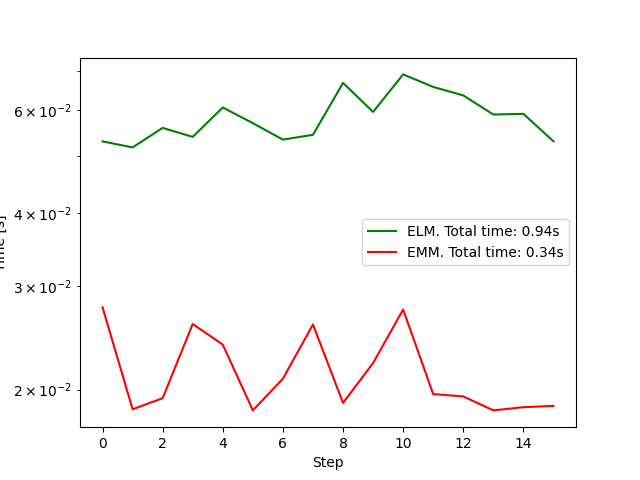 6 × 10⁻²
4 × 10⁻²
3 × 10⁻²
2 × 10⁻²
Time [s]
ELM. Total time: 0.94s
EMM. Total time: 0.34s
0 2 4 6 8 10 12 14
Step